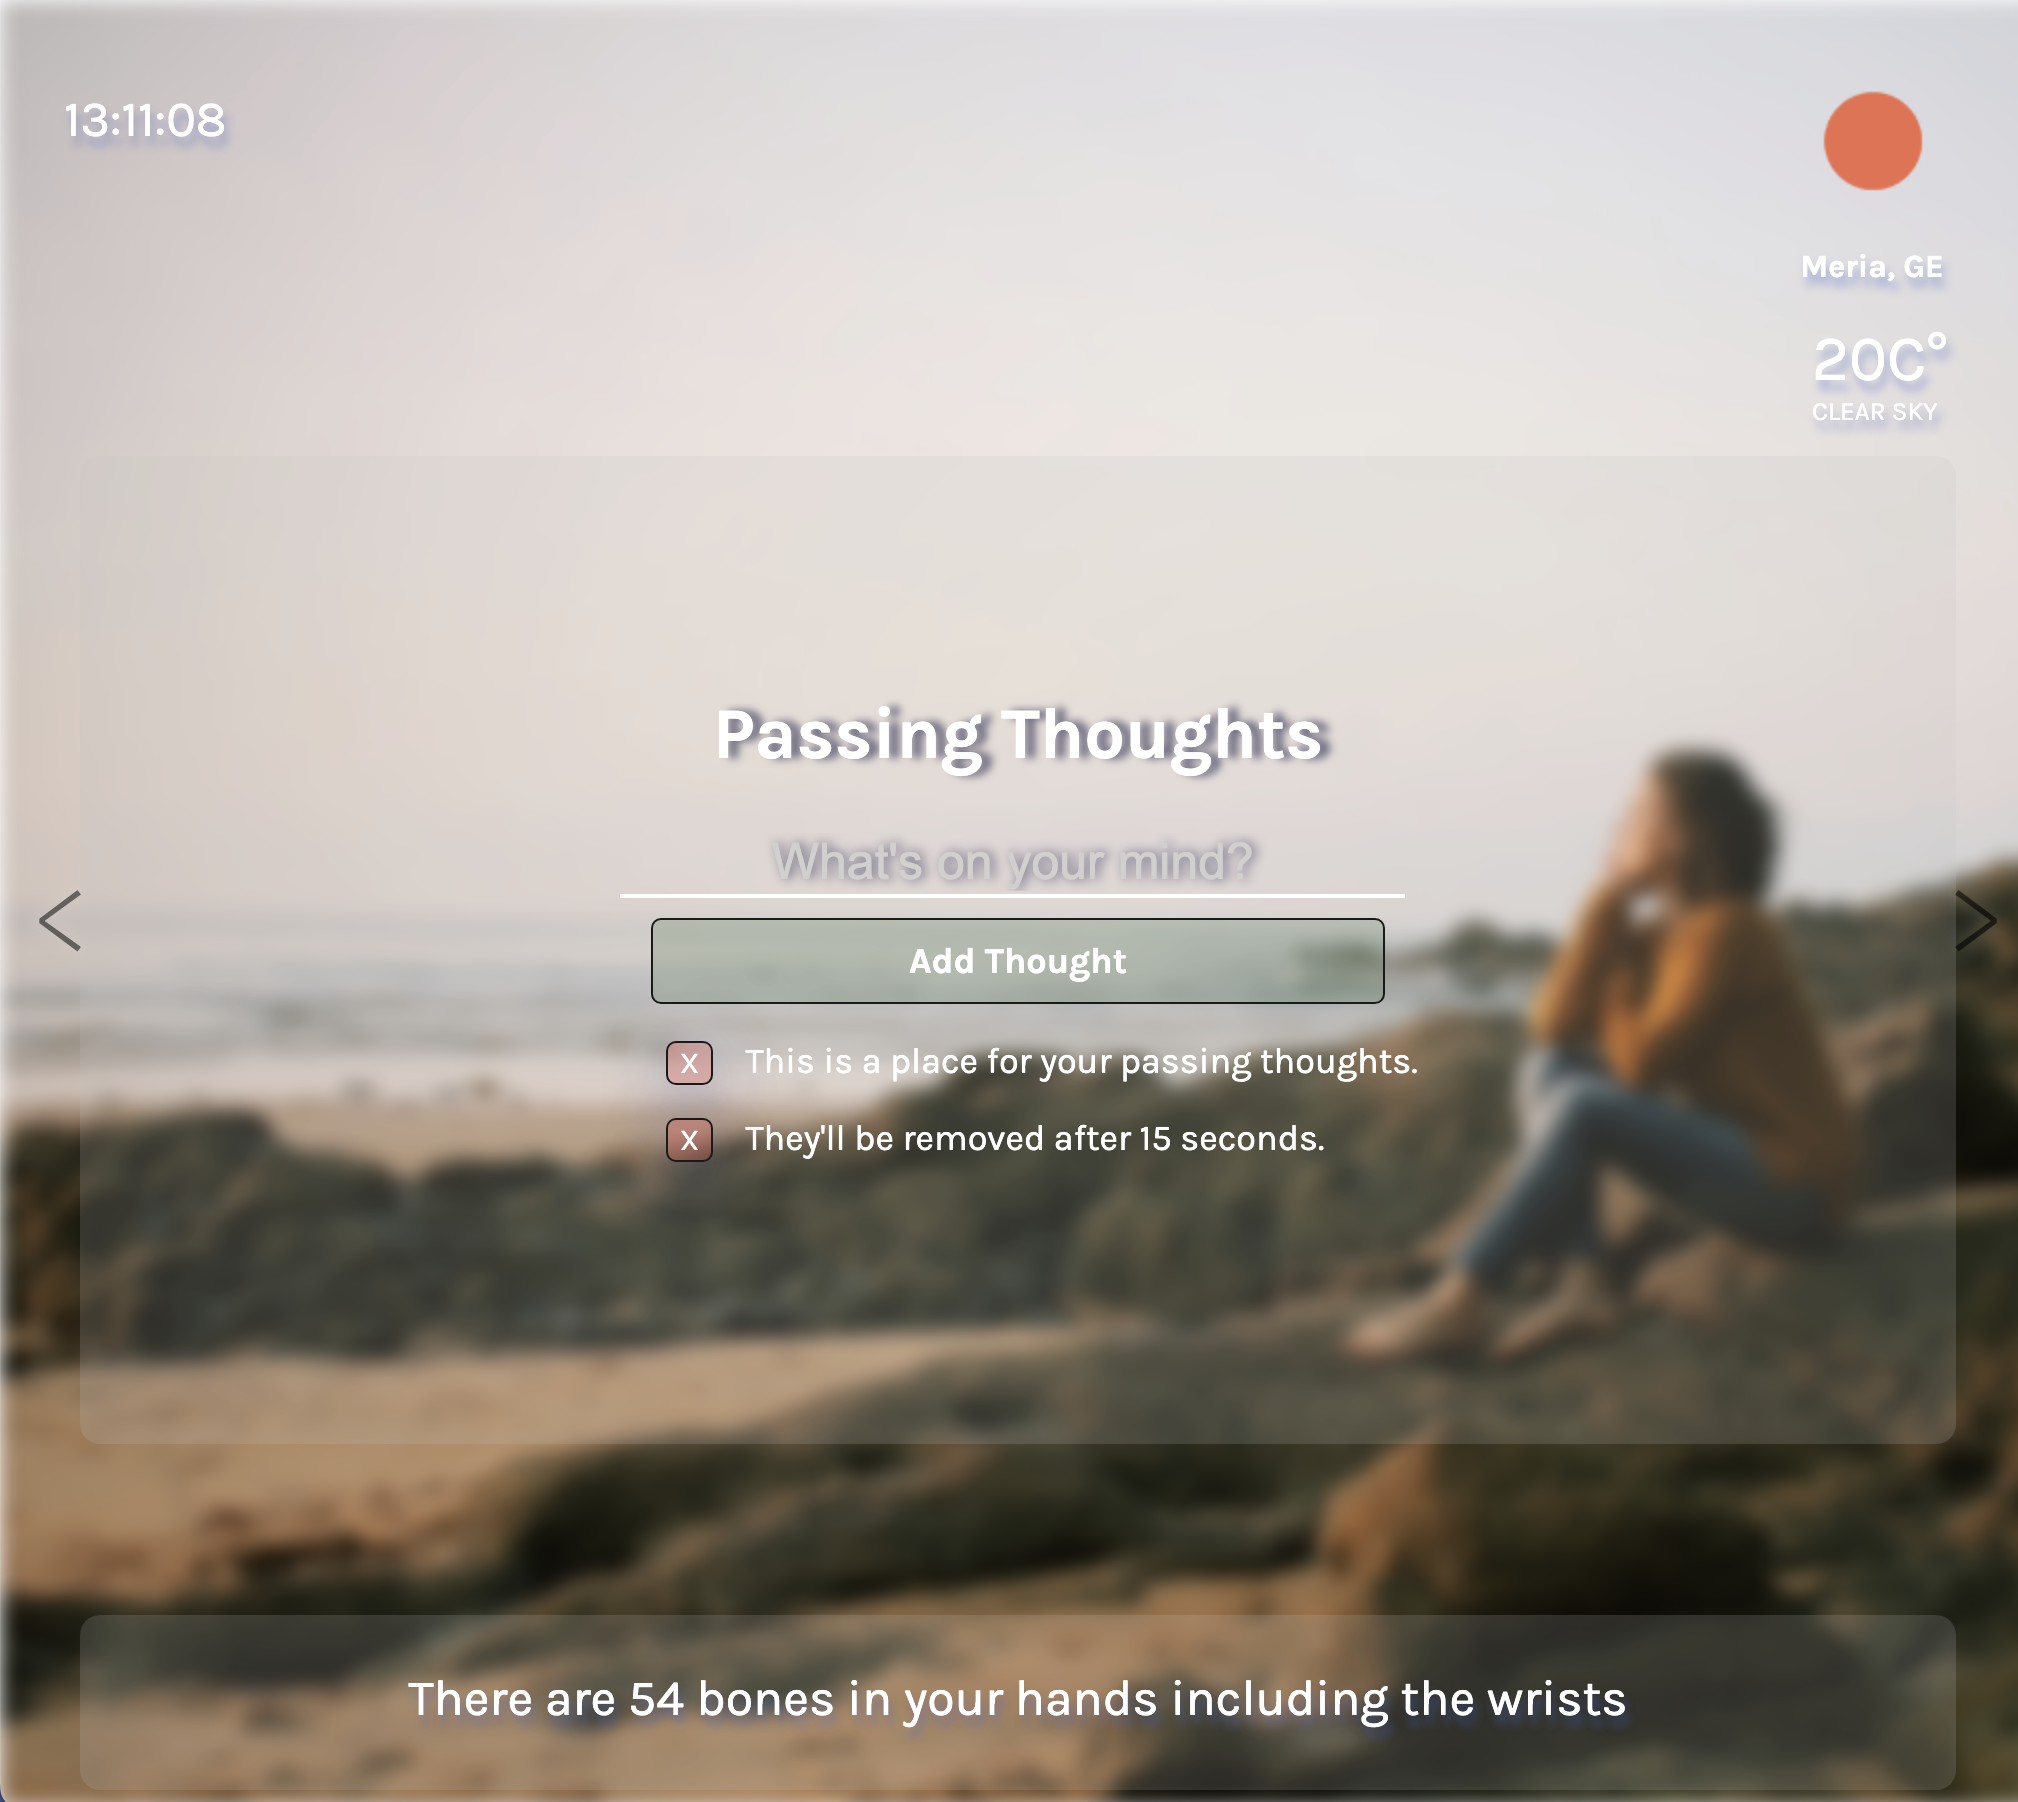 13:11:08
Meria, GE
20C°
CLEAR SKY
Passing Thoughts
What's on your mind?
Add Thought
X This is a place for your passing thoughts.
X They'll be removed after 15 seconds.
There are 54 bones in your hands including the wrists